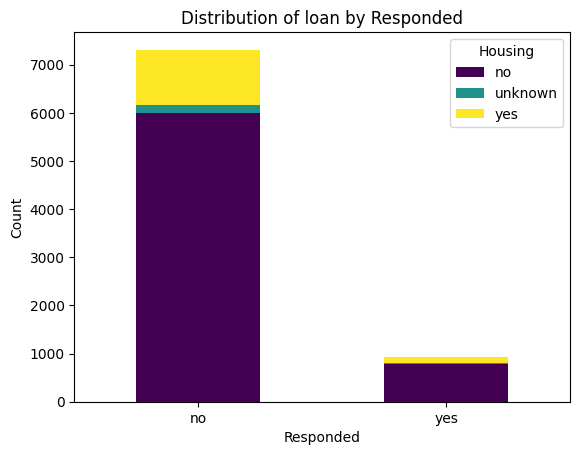 Distribution of loan by Responded
Housing
no
unknown
yes
7000
6000
5000
4000
3000
2000
1000
0
Count
no
yes
Responded